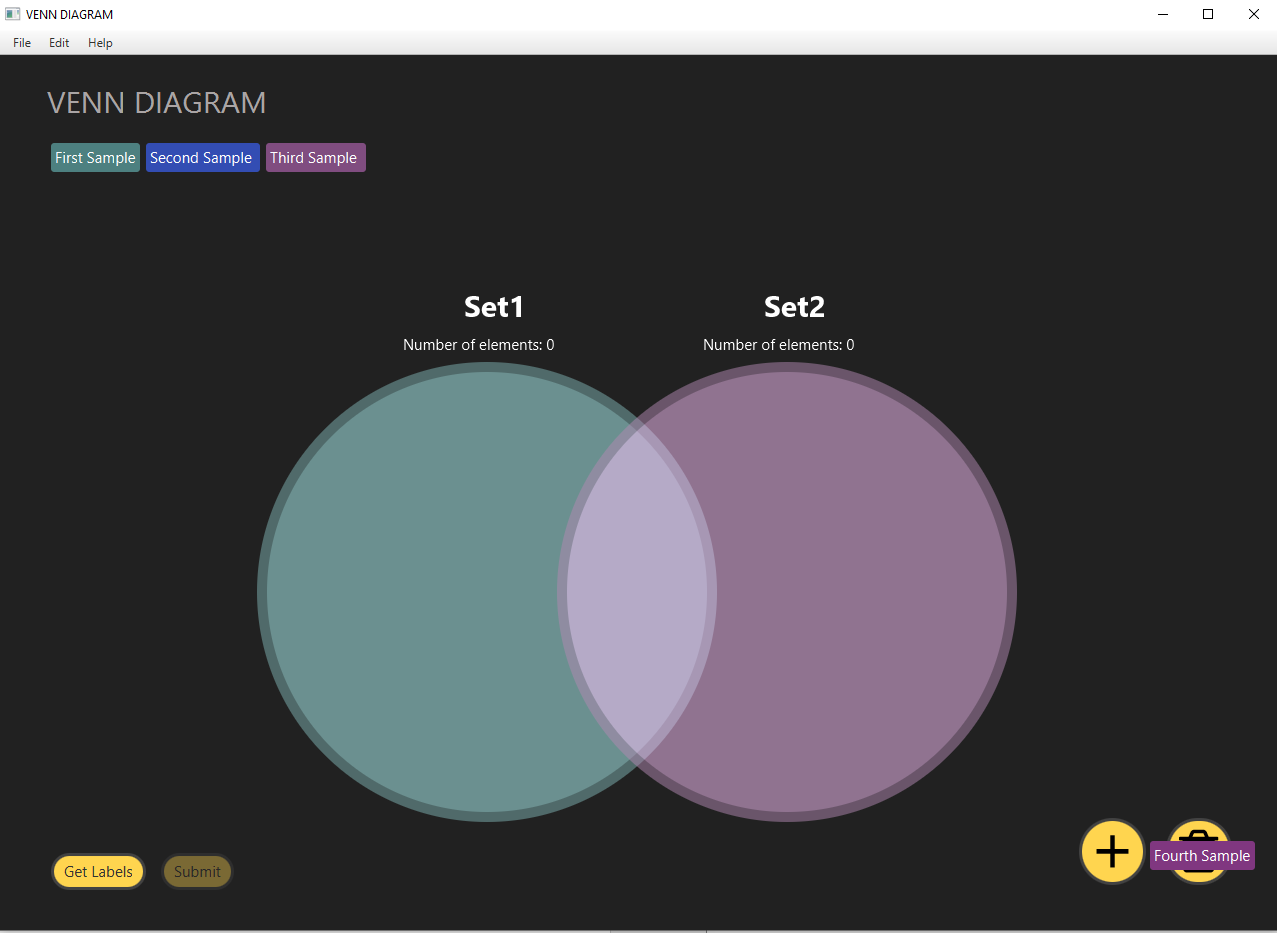 VENN DIAGRAM
File Edit Help
VENN DIAGRAM
First Sample Second Sample Third Sample
Set1 Set2
Number of elements: 0 Number of elements: 0
Get Labels Submit Fourth Sample